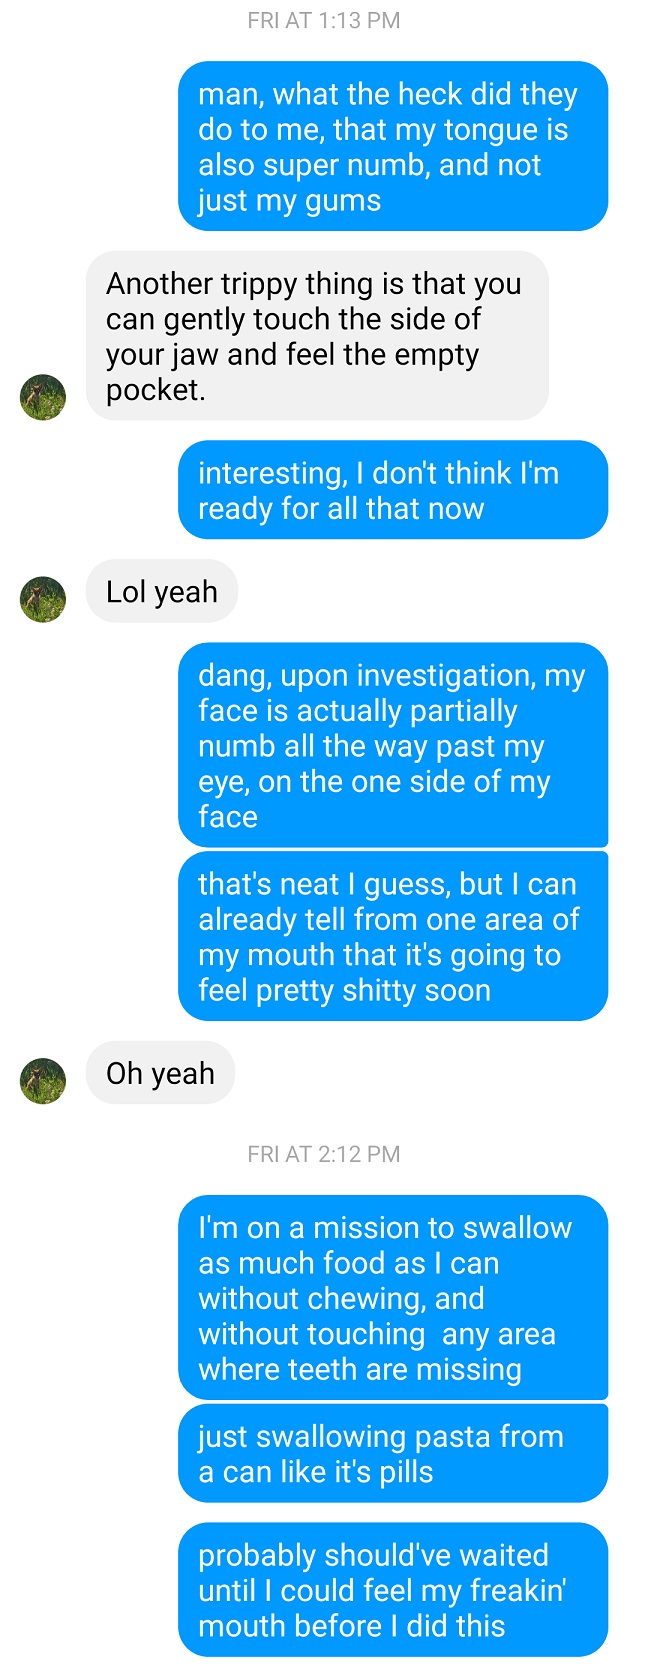 FRI AT 1:13 PM
man, what the heck did they
do to me, that my tongue is
also super numb, and not
just my gums
Another trippy thing is that you
can gently touch the side of
your jaw and feel the empty
pocket.
interesting, I don't think I'm
ready for all that now
Lol yeah
dang, upon investigation, my
face is actually partially
numb all the way past my
eye, on the one side of my
face
that's neat I guess, but I can
already tell from one area of
my mouth that it's going to
feel pretty shitty soon
Oh yeah
FRI AT 2:12 PM
I'm on a mission to swallow
as much food as I can
without chewing, and
without touching  any area
where teeth are missing
just swallowing pasta from
a can like it's pills
probably should've waited
until I could feel my freakin'
mouth before I did this